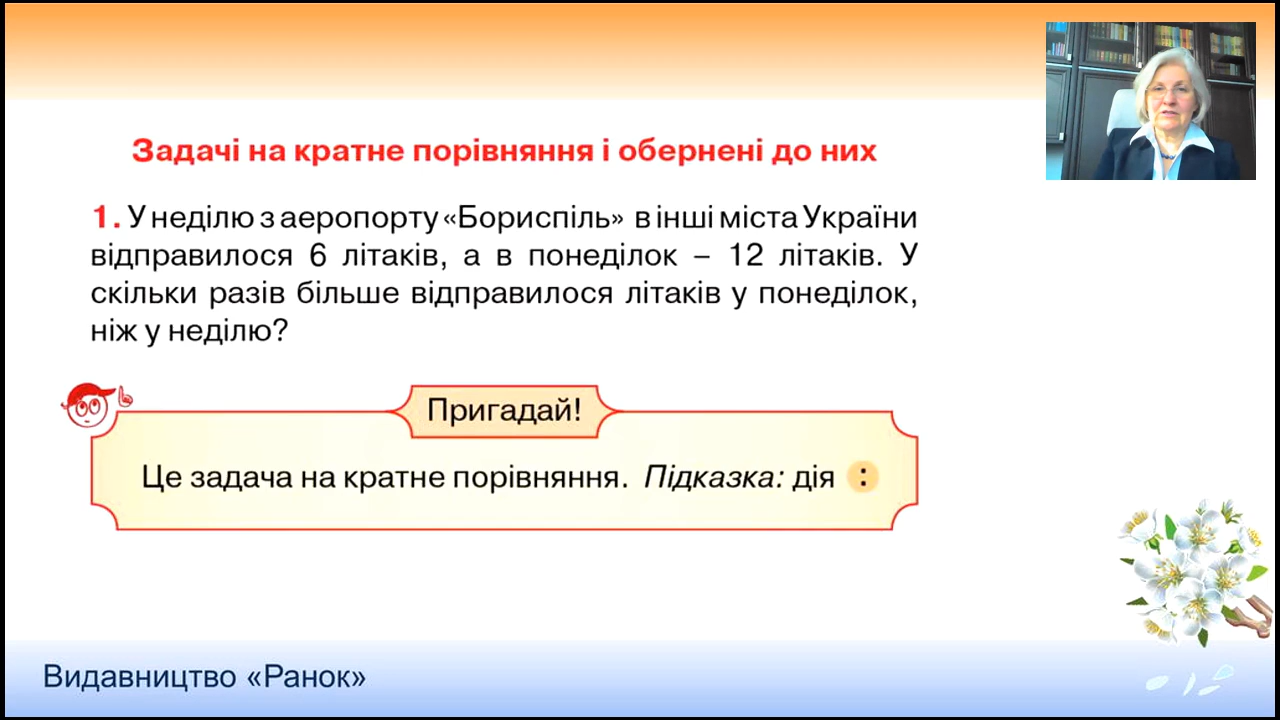 Задачі на кратне порівняння і обернені до них
1. У неділю з аеропорту «Бориспіль» в інші міста України
відправилося 6 літаків, а в понеділок – 12 літаків. У
скільки разів більше відправилося літаків у понеділок,
ніж у неділю?
Пригадай!
Це задача на кратне порівняння. Підказка: дія :
Видавництво «Ранок»